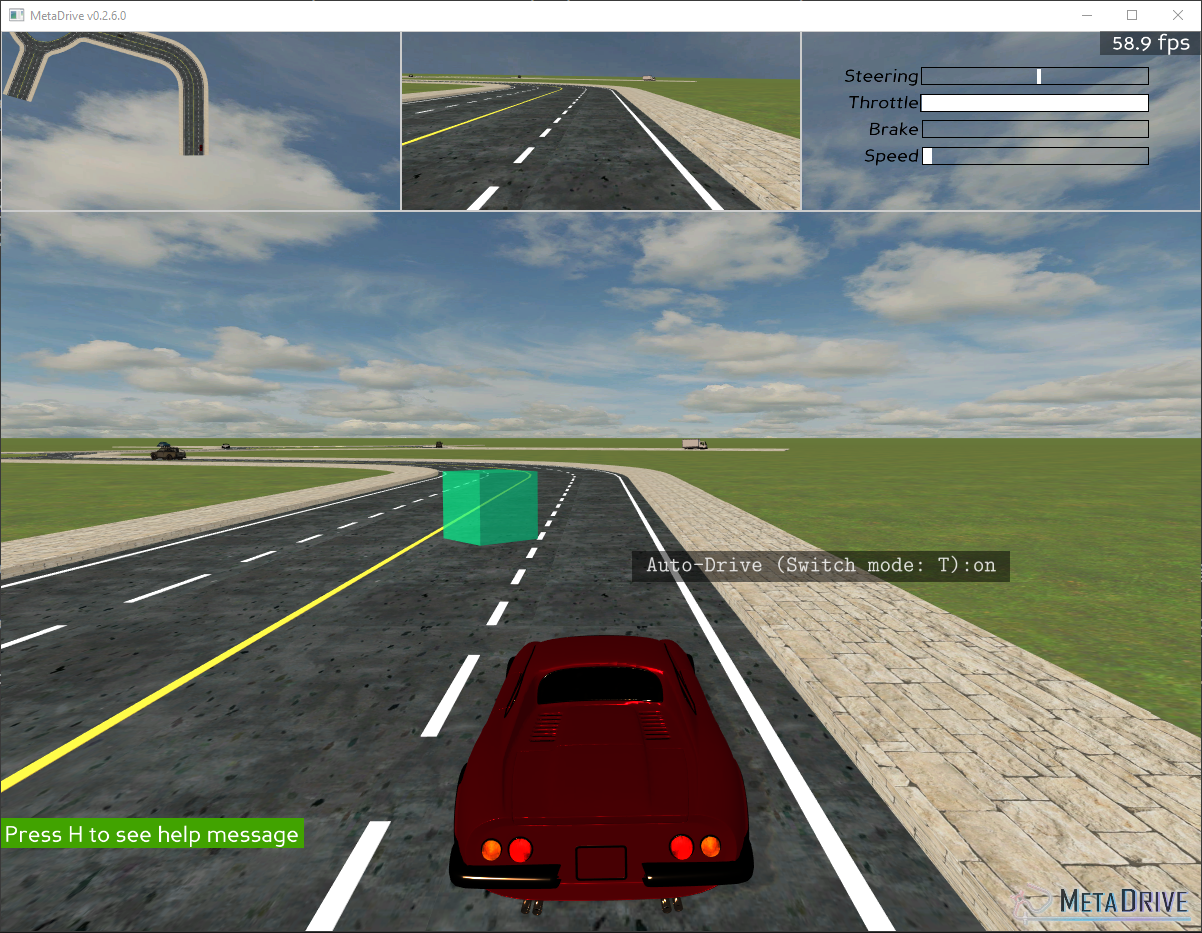 MetaDrive v0.2.6.0
58.9 fps
Steering
Throttle
Brake
Speed
Auto-Drive (Switch mode: T):on
Press H to see help message
METADRIVE